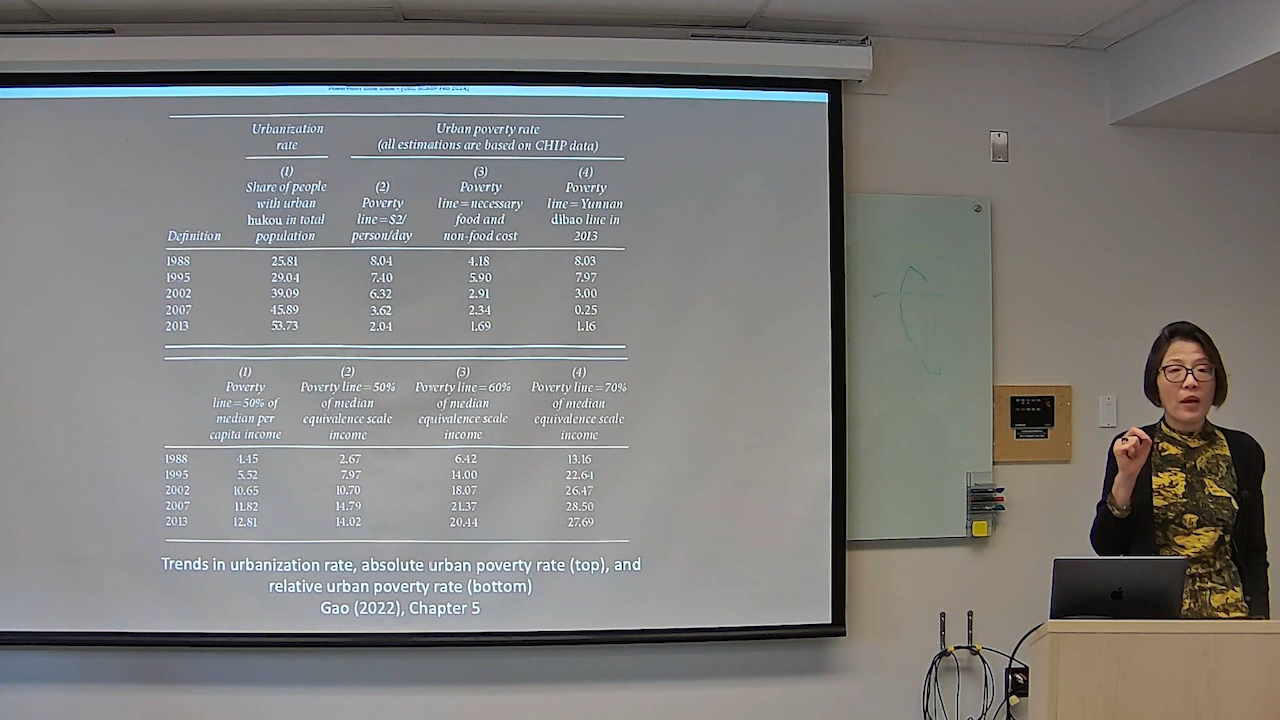 PowerPoint Slide Show - [UBC SCARP Feb 2024]
Urbanization rate
Urban poverty rate
(all estimations are based on CHIP data)
Definition
(1) Share of people with urban hukou in total population
(2) Poverty line=$2/ person/day
(3) Poverty line=necessary food and non-food cost
(4) Poverty line=Yunnan dibao line in 2013
1988 25.81 8.04 4.18 8.03
1995 29.04 7.40 5.90 7.97
2002 39.09 6.32 2.91 3.00
2007 45.89 3.62 2.34 0.25
2013 53.73 2.04 1.69 1.16
(1) Poverty line=50% of median per capita income
(2) Poverty line=50% of median equivalence scale income
(3) Poverty line=60% of median equivalence scale income
(4) Poverty line=70% of median equivalence scale income
1988 4.45 2.67 6.42 13.16
1995 5.52 7.97 14.00 22.64
2002 10.65 10.70 18.07 26.47
2007 11.82 14.79 21.37 28.50
2013 12.81 14.02 20.44 27.69
Trends in urbanization rate, absolute urban poverty rate (top), and
relative urban poverty rate (bottom)
Gao (2022), Chapter 5